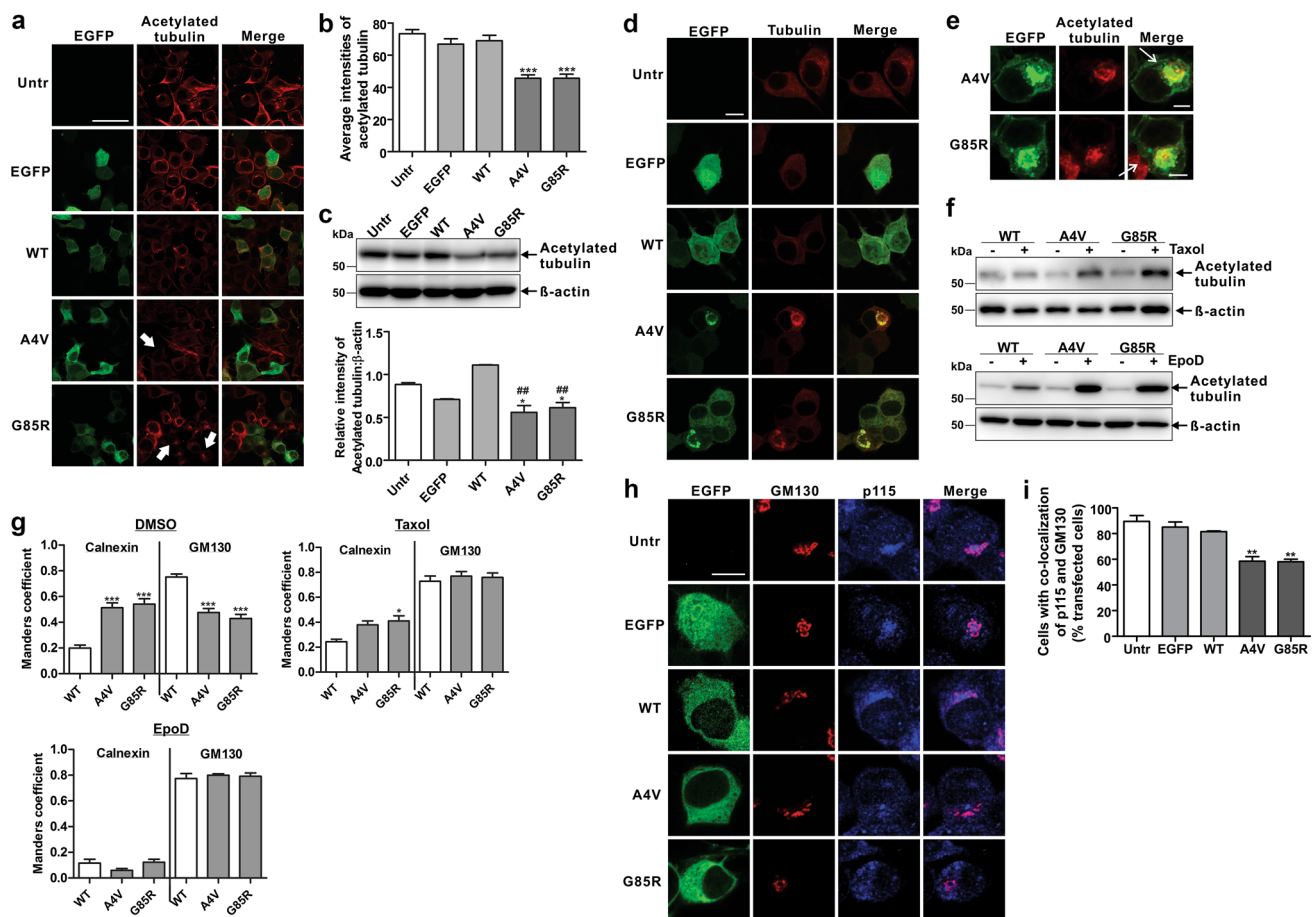 a
EGFP
Acetylated
tubulin
Merge
Untr
EGFP
WT
A4V
G85R
b
Average intensities of
acetylated tubulin
100
80
60
40
20
0
***
***
Untr
EGFP
WT
A4V
G85R
c
Untr
EGFP
WT
A4V
G85R
kDa
50
Acetylated
tubulin
50
ß-actin
Relative intensity of
Acetylated tubulin:β-actin
1.5
1.0
0.5
0.0
##
*
##
*
Untr
EGFP
WT
A4V
G85R
d
EGFP
Tubulin
Merge
Untr
EGFP
WT
A4V
G85R
e
EGFP
Acetylated
tubulin
Merge
A4V
G85R
f
kDa
WT
A4V
G85R
- + - + - +
Taxol
50
Acetylated
tubulin
50
ß-actin
kDa
WT
A4V
G85R
- + - + - +
EpoD
50
Acetylated
tubulin
50
ß-actin
g
DMSO
Calnexin
GM130
Manders coefficient
1.0
0.8
0.6
0.4
0.2
0.0
***
***
***
***
WT
A4V
G85R
WT
A4V
G85R
Taxol
Calnexin
GM130
Manders coefficient
1.0
0.8
0.6
0.4
0.2
0.0
*
WT
A4V
G85R
WT
A4V
G85R
EpoD
Calnexin
GM130
Manders coefficient
1.0
0.8
0.6
0.4
0.2
0.0
WT
A4V
G85R
WT
A4V
G85R
h
EGFP
GM130
p115
Merge
Untr
EGFP
WT
A4V
G85R
i
Cells with co-localization
of p115 and GM130
(% transfected cells)
100
80
60
40
20
0
**
**
Untr
EGFP
WT
A4V
G85R